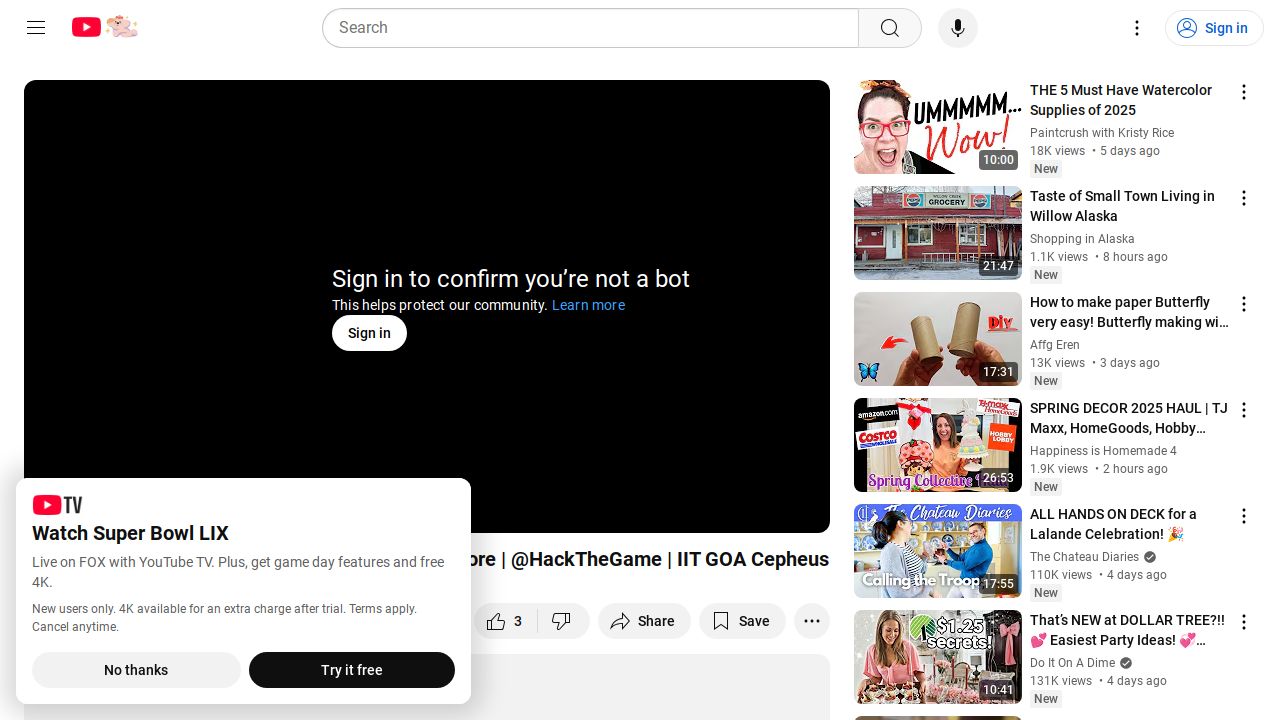 Search
Sign in
Sign in to confirm you’re not a bot
This helps protect our community. Learn more
Sign in
TV
Watch Super Bowl LIX
Live on FOX with YouTube TV. Plus, get game day features and free
4K.
New users only. 4K available for an extra charge after trial. Terms apply.
Cancel anytime.
No thanks
Try it free
ore | @HackTheGame | IIT GOA Cepheus
3
Share
Save
UMMMMM...
Wow!
10:00
THE 5 Must Have Watercolor
Supplies of 2025
Paintcrush with Kristy Rice
18K views • 5 days ago
New
WILLOW CREEK
GROCERY
21:47
Taste of Small Town Living in
Willow Alaska
Shopping in Alaska
1.1K views • 8 hours ago
New
Div
17:31
How to make paper Butterfly
very easy! Butterfly making wi...
Affg Eren
13K views • 3 days ago
New
amazon.com
COSTCO
WHOLESALE
TJ-maxx
HomeGoods
HOBBY
LOBBY
Spring Collective Haul
26:53
SPRING DECOR 2025 HAUL | TJ
Maxx, HomeGoods, Hobby...
Happiness is Homemade 4
1.9K views • 2 hours ago
New
The Chateau Diaries
Calling the Troop
17:55
ALL HANDS ON DECK for a
Lalande Celebration! 🎉
The Chateau Diaries
110K views • 4 days ago
New
$1.25
secrets!
10:41
That’s NEW at DOLLAR TREE?!!
💕 Easiest Party Ideas! 💞...
Do It On A Dime
131K views • 4 days ago
New